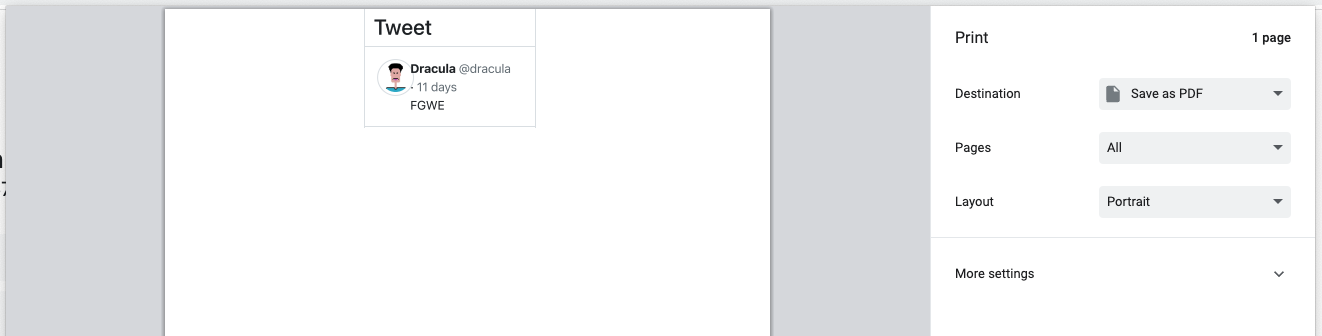 Tweet
Dracula @dracula
· 11 days
FGWE
Print
1 page
Destination
Save as PDF
Pages
All
Layout
Portrait
More settings